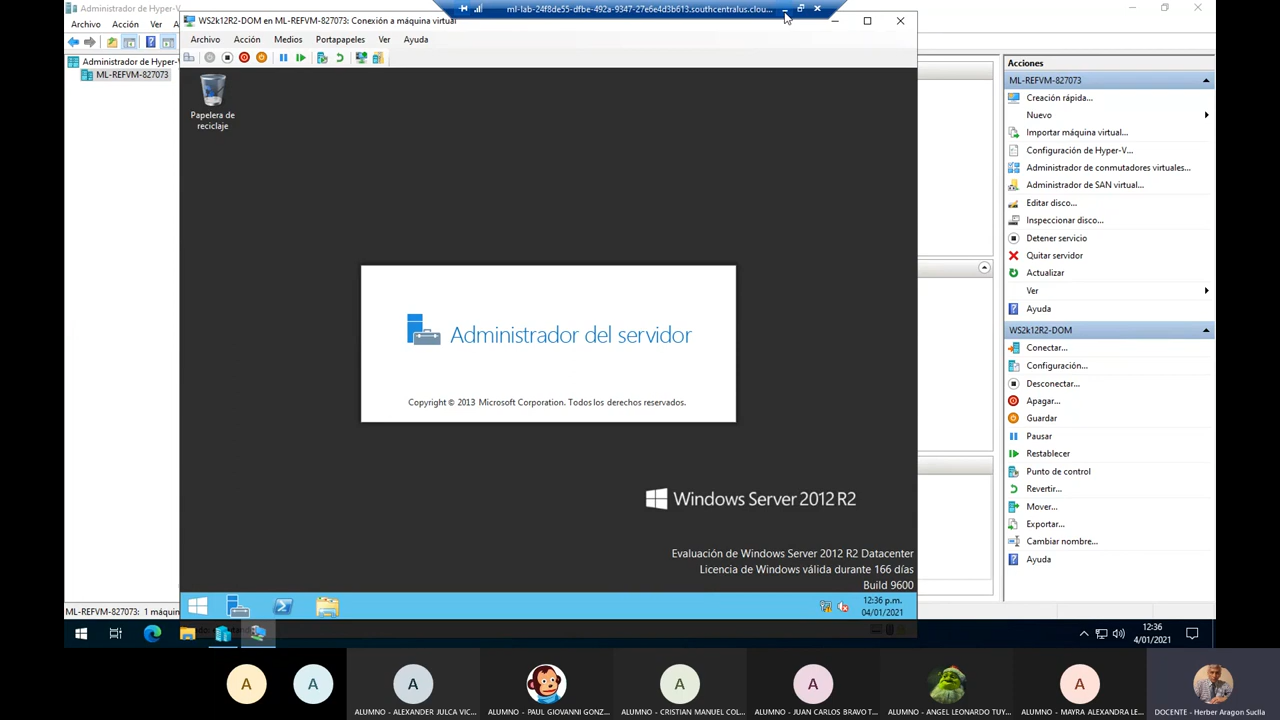 Administrador de Hyper-V
WS2k12R2-DOM en ML-REFVM-827073: Conexión a máquina virtual
ml-lab-24f8de55-dfbe-492a-9347-27e6e4d3b613.southcentralus.clou...
Archivo Acción Ver
Archivo Acción Medios Portapapeles Ver Ayuda
Administrador de Hyper-V
ML-REFVM-827073
Papelera de
reciclaje
Administrador del servidor
Copyright © 2013 Microsoft Corporation. Todos los derechos reservados.
Windows Server 2012 R2
Evaluación de Windows Server 2012 R2 Datacenter
Licencia de Windows válida durante 166 días
Build 9600
12:36 p.m.
04/01/2021
ML-REFVM-827073: 1 máquin
Acciones
ML-REFVM-827073
Creación rápida...
Nuevo
Importar máquina virtual...
Configuración de Hyper-V...
Administrador de conmutadores virtuales...
Administrador de SAN virtual...
Editar disco...
Inspeccionar disco...
Detener servicio
Quitar servidor
Actualizar
Ver
Ayuda
WS2k12R2-DOM
Conectar...
Configuración...
Desconectar...
Apagar...
Guardar
Pausar
Restablecer
Punto de control
Revertir...
Mover...
Exportar...
Cambiar nombre...
Ayuda
12:36
4/01/2021
A
A
A
A
A
A
ALUMNO - ALEXANDER JULCA VIC...
ALUMNO - PAUL GIOVANNI GONZ...
ALUMNO - CRISTIAN MANUEL COL...
ALUMNO - JUAN CARLOS BRAVO T...
ALUMNO - ANGEL LEONARDO TUY...
ALUMNO - MAYRA ALEXANDRA LE...
DOCENTE - Herber Aragon Suclla